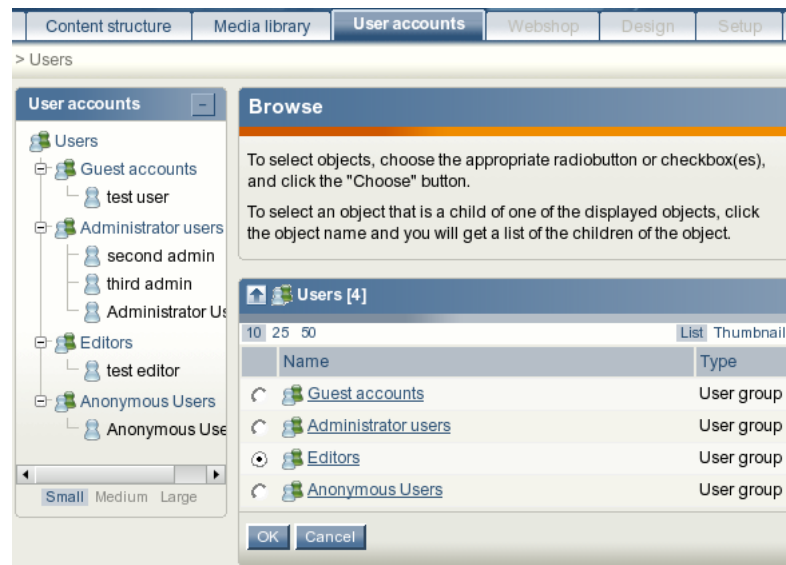 Content structure
Media library
User accounts
Webshop
Design
Setup
> Users
User accounts
Users
Guest accounts
test user
Administrator users
second admin
third admin
Administrator Us
Editors
test editor
Anonymous Users
Anonymous Use
Small Medium Large
Browse
To select objects, choose the appropriate radiobutton or checkbox(es),
and click the "Choose" button.
To select an object that is a child of one of the displayed objects, click
the object name and you will get a list of the children of the object.
Users [4]
10 25 50
List Thumbnail
Name Type
Guest accounts User group
Administrator users User group
Editors User group
Anonymous Users User group
OK Cancel